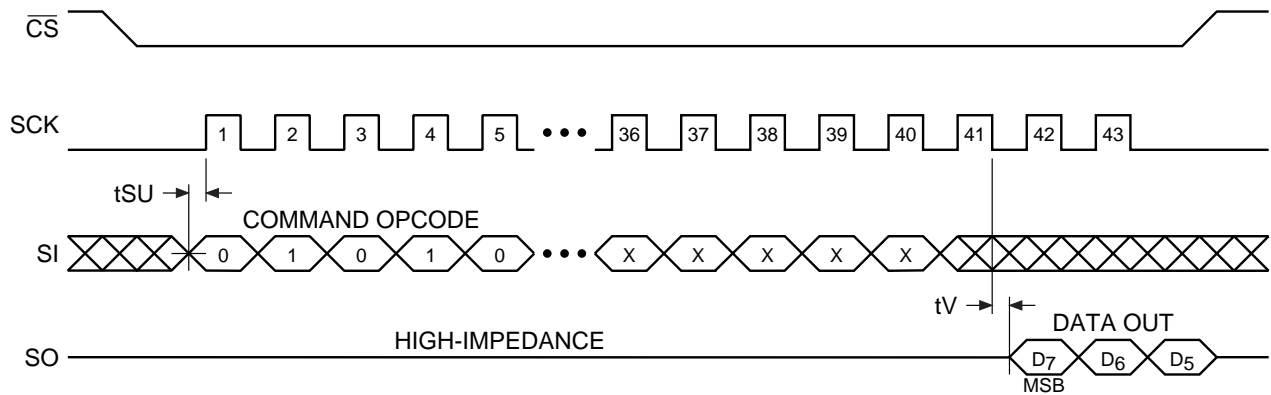 C̅S̅
SCK
1 2 3 4 5 ••• 36 37 38 39 40 41 42 43
tSU
COMMAND OPCODE
SI
0 1 0 1 0 ••• X X X X X
tV
DATA OUT
HIGH-IMPEDANCE
SO
D7 D6 D5
MSB